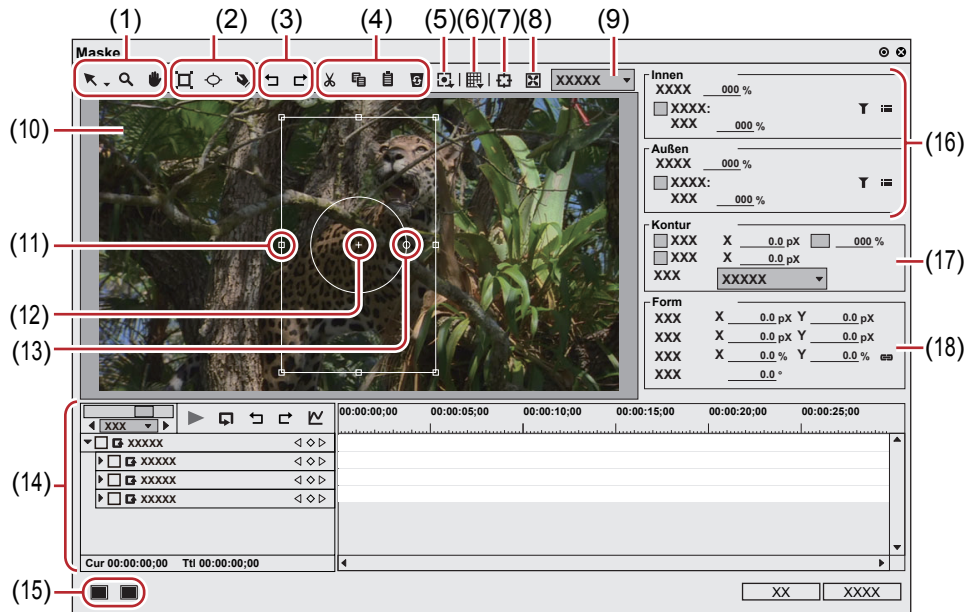 (1) (2) (3) (4) (5) (6) (7) (8) (9)
Maske
XXXXX
(10)
(11)
(12)
(13)
Innen
XXXX 000 %
XXXX:
XXX 000 %
Außen
XXXX 000 %
XXXX:
XXX 000 %
(16)
Kontur
XXX X 0.0 pX 000 %
XXX X 0.0 pX
XXX XXXXX
(17)
Form
XXX X 0.0 pX Y 0.0 pX
XXX X 0.0 pX Y 0.0 pX
XXX X 0.0 % Y 0.0 %
XXX 0.0 °
(18)
XXX
00:00:00;00 00:00:05;00 00:00:10;00 00:00:15;00 00:00:20;00 00:00:25;00
XXXXX
XXXXX
XXXXX
XXXXX
(14)
Cur 00:00:00;00 Ttl 00:00:00;00
(15)
XX XXXX